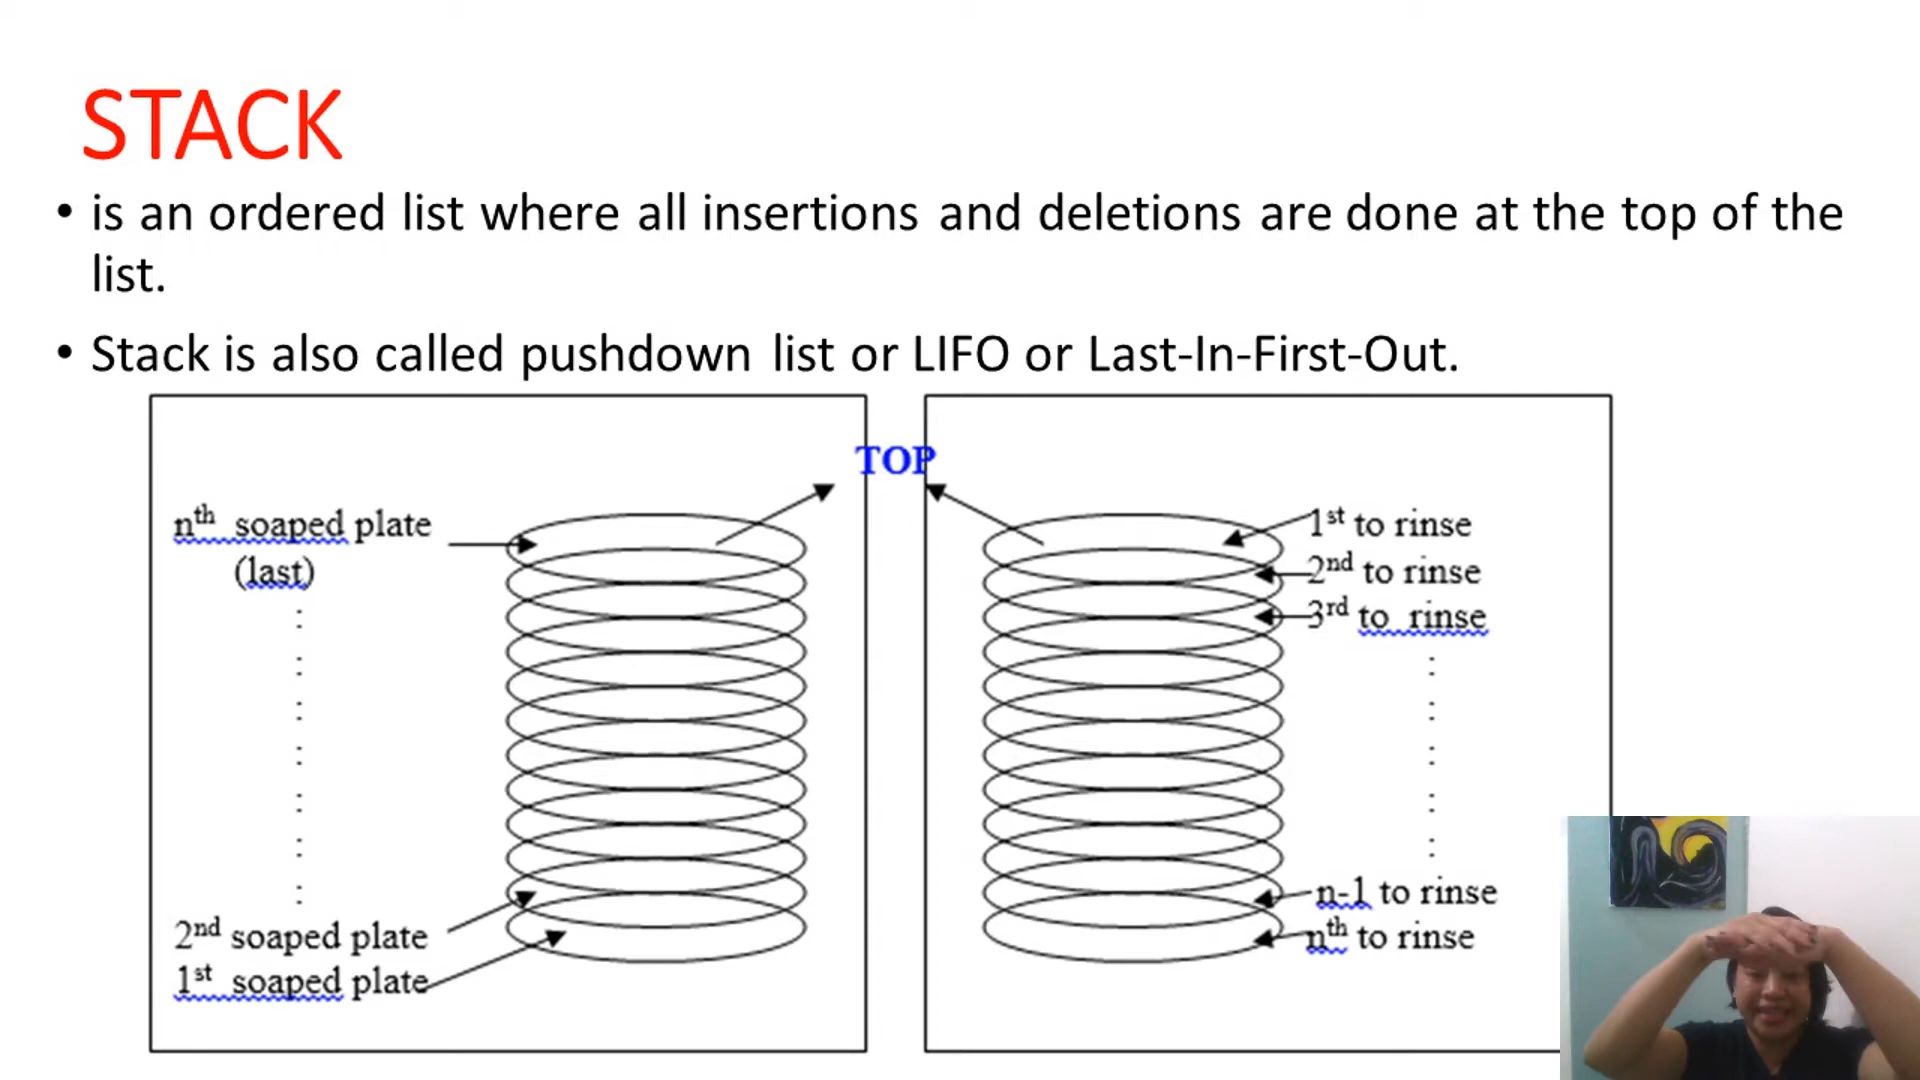 STACK
• is an ordered list where all insertions and deletions are done at the top of the
list.
• Stack is also called pushdown list or LIFO or Last-In-First-Out.
TOP
nth soaped plate
(last)
2nd soaped plate
1st soaped plate
1st to rinse
2nd to rinse
3rd to rinse
n-1 to rinse
nth to rinse